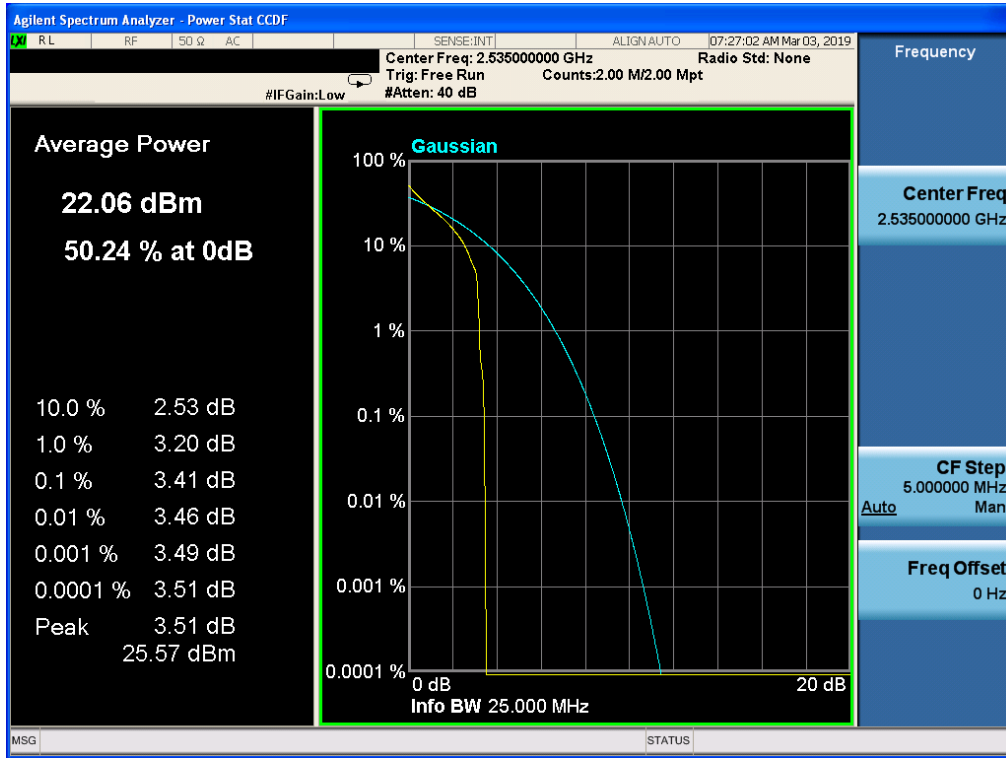 Agilent Spectrum Analyzer - Power Stat CCDF
LXI RL RF 50 Ω AC SENSE:INT ALIGNAUTO 07:27:02 AM Mar 03, 2019
Center Freq: 2.535000000 GHz Radio Std: None
Trig: Free Run Counts:2.00 M/2.00 Mpt
#IFGain:Low #Atten: 40 dB
Frequency
Average Power
22.06 dBm
50.24 % at 0dB
10.0 % 2.53 dB
1.0 % 3.20 dB
0.1 % 3.41 dB
0.01 % 3.46 dB
0.001 % 3.49 dB
0.0001 % 3.51 dB
Peak 3.51 dB
25.57 dBm
Gaussian
100 %
10 %
1 %
0.1 %
0.01 %
0.001 %
0.0001 %
0 dB 20 dB
Info BW 25.000 MHz
Center Freq
2.535000000 GHz
CF Step
5.000000 MHz
Auto Man
Freq Offset
0 Hz
MSG STATUS